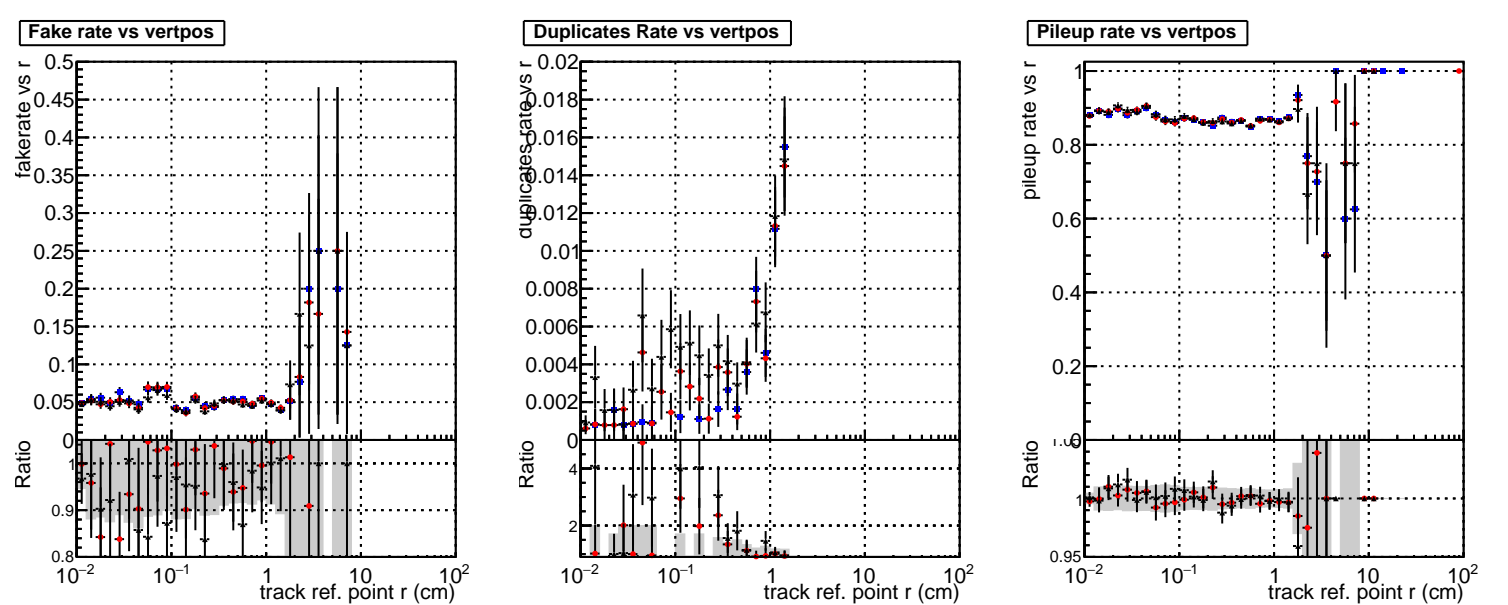 Fake rate vs vertpos
fakerate vs r
0.5
0.45
0.4
0.35
0.3
0.25
0.2
0.15
0.1
0.05
0
Ratio
1
0.9
0.8
10−2 10−1 1 10 102
track ref. point r (cm)
Duplicates Rate vs vertpos
duplicates rate vs r
0.02
0.018
0.016
0.014
0.012
0.01
0.008
0.006
0.004
0.002
0
Ratio
4
2
10−2 10−1 1 10 102
track ref. point r (cm)
Pileup rate vs vertpos
pileup rate vs r
1
0.8
0.6
0.4
0.2
0
Ratio
1
0.95
10−2 10−1 1 10 102
track ref. point r (cm)